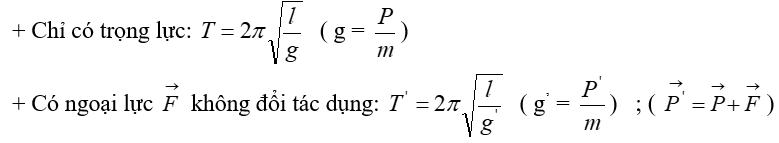 + Chỉ có trọng lực: T = 2π√(l/g) ( g = P/m )
+ Có ngoại lực F⃗ không đổi tác dụng: T' = 2π√(l/g') ( g' = P'/m ) ; ( P⃗' = P⃗ + F⃗ )